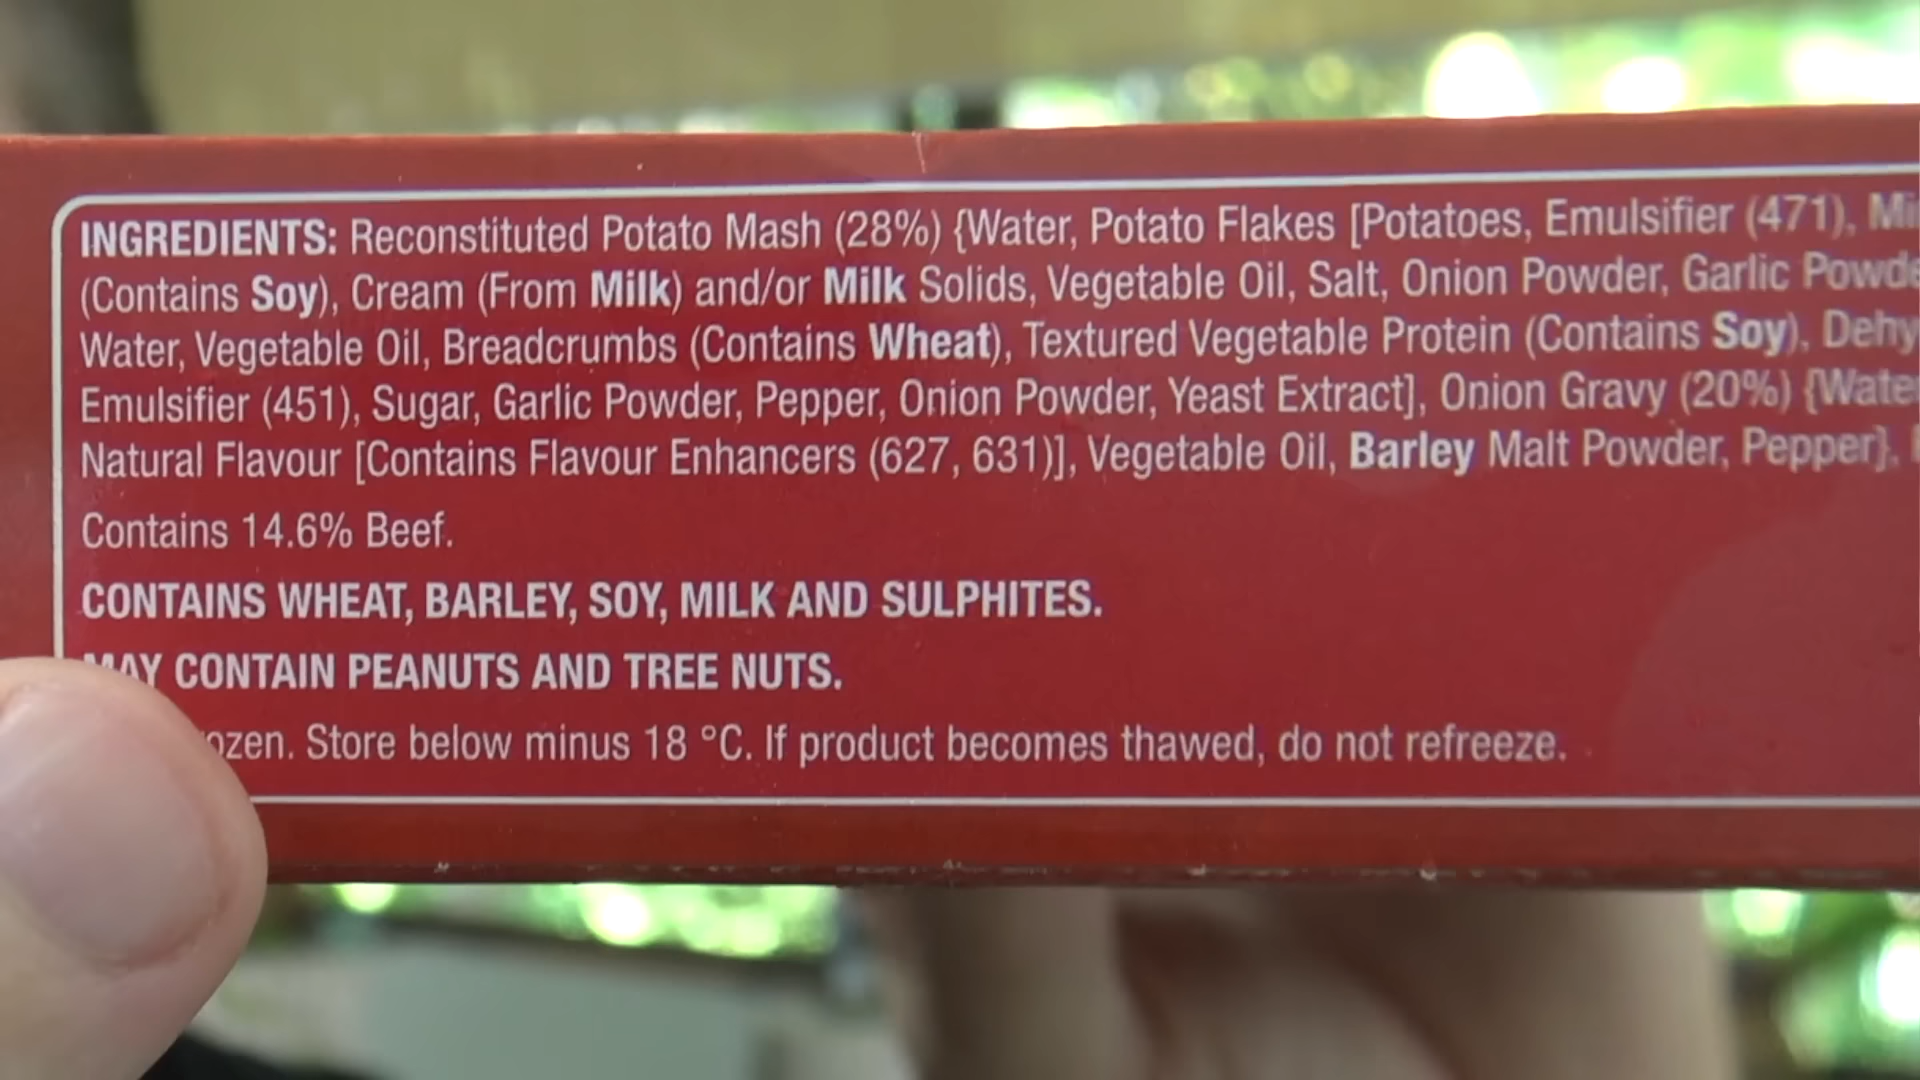 INGREDIENTS: Reconstituted Potato Mash (28%) {Water, Potato Flakes [Potatoes, Emulsifier (471),
(Contains Soy), Cream (From Milk) and/or Milk Solids, Vegetable Oil, Salt, Onion Powder, Garlic
Water, Vegetable Oil, Breadcrumbs (Contains Wheat), Textured Vegetable Protein (Contains Soy),
Emulsifier (451), Sugar, Garlic Powder, Pepper, Onion Powder, Yeast Extract], Onion Gravy (20%)
Natural Flavour [Contains Flavour Enhancers (627, 631)], Vegetable Oil, Barley Malt Powder, Pepper},
Contains 14.6% Beef.
CONTAINS WHEAT, BARLEY, SOY, MILK AND SULPHITES.
MAY CONTAIN PEANUTS AND TREE NUTS.
Store below minus 18 °C. If product becomes thawed, do not refreeze.